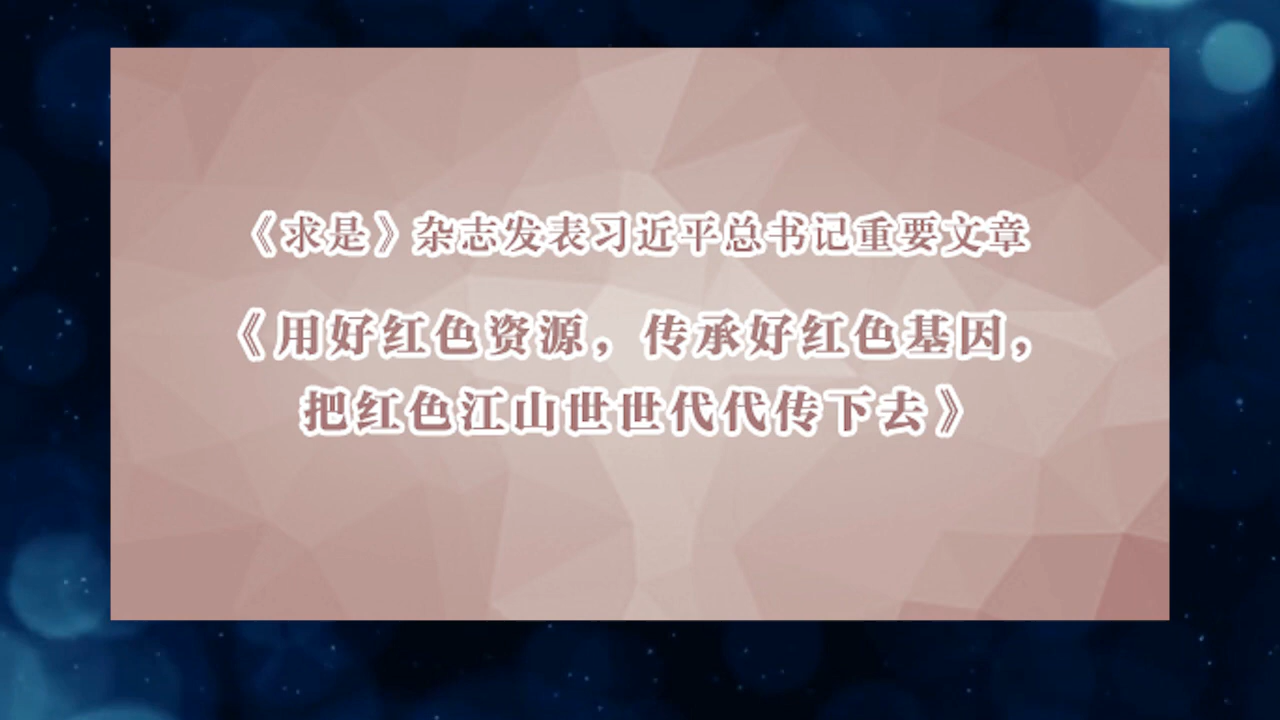 《求是》杂志发表习近平总书记重要文章
《用好红色资源，传承好红色基因，
把红色江山世世代代传下去》